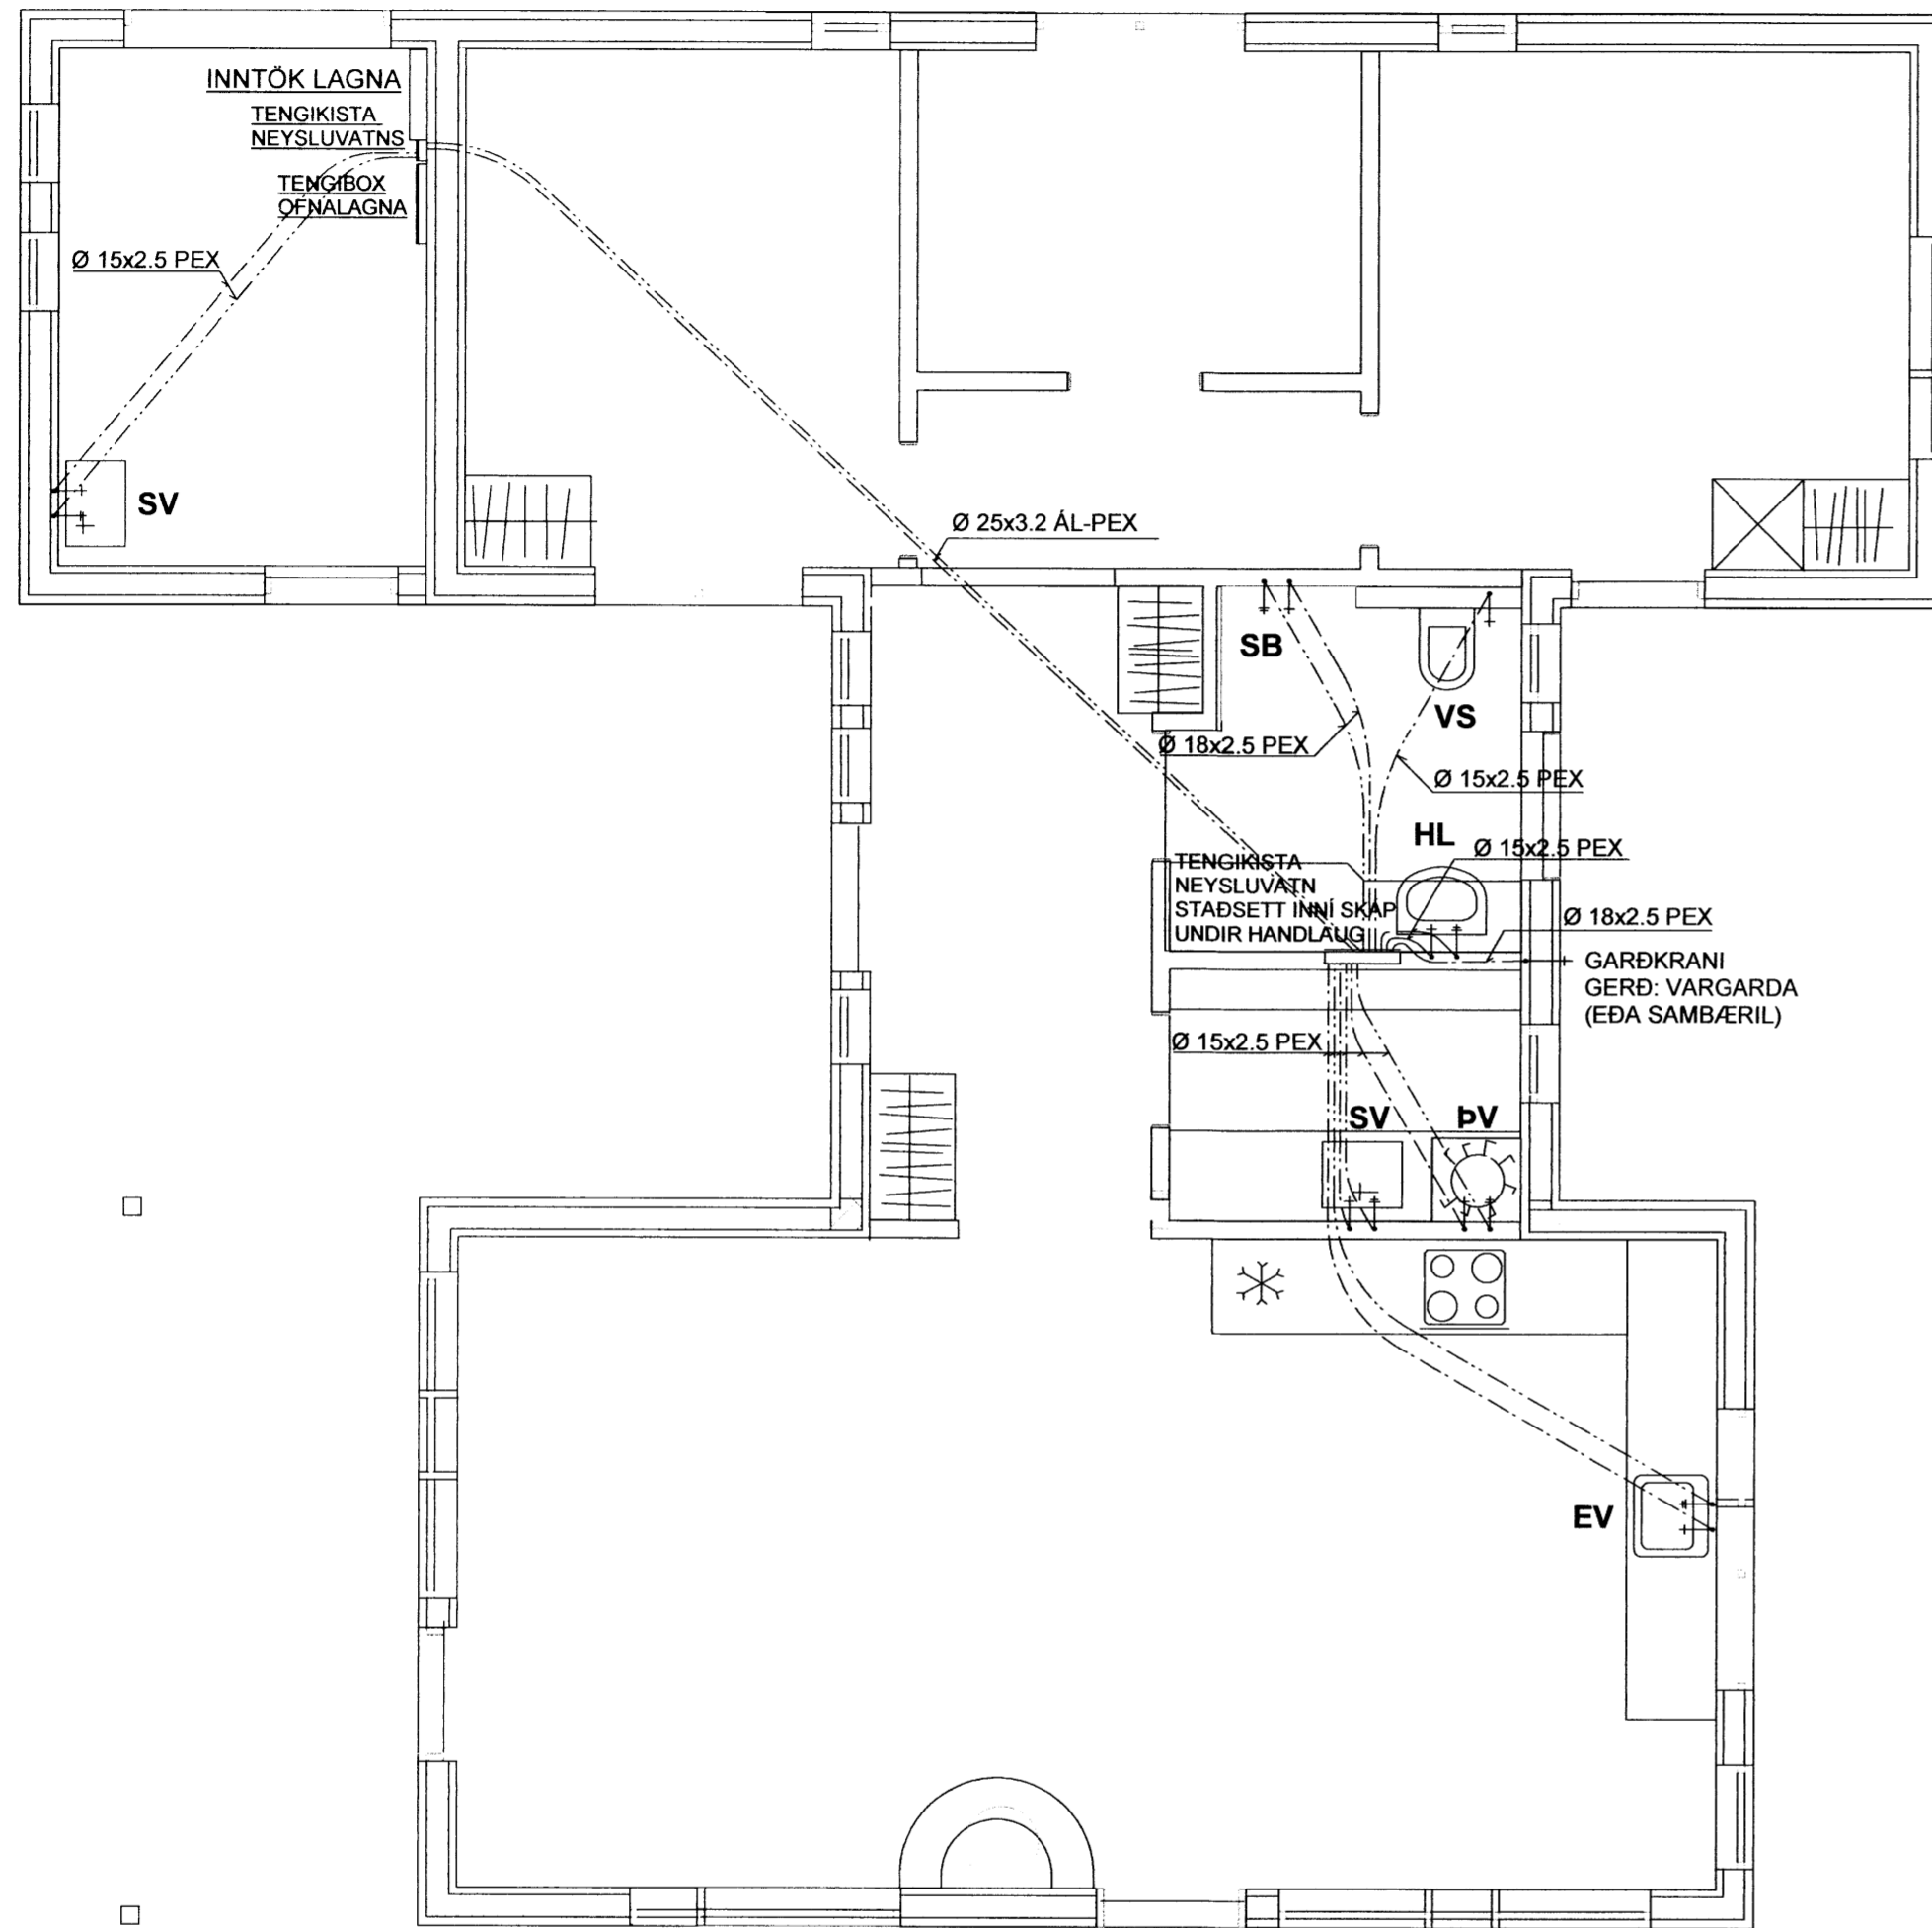 INNTÖK LAGNA
TENGIKISTA
NEYSLUVATNS
TENGIBOX
OFNALAGNA
Ø 15x2.5 PEX
SV
Ø 25x3.2 ÁL-PEX
SB
VS
Ø 18x2.5 PEX
Ø 15x2.5 PEX
HL
Ø 15x2.5 PEX
TENGIKISTA
NEYSLUVATN
STAÐSETT INNÍ SKÁP
UNDIR HANDLAUG
Ø 18x2.5 PEX
GARÐKRANI
GERÐ: VARGARDA
(EÐA SAMBÆRIL)
Ø 15x2.5 PEX
SV
ÞV
EV